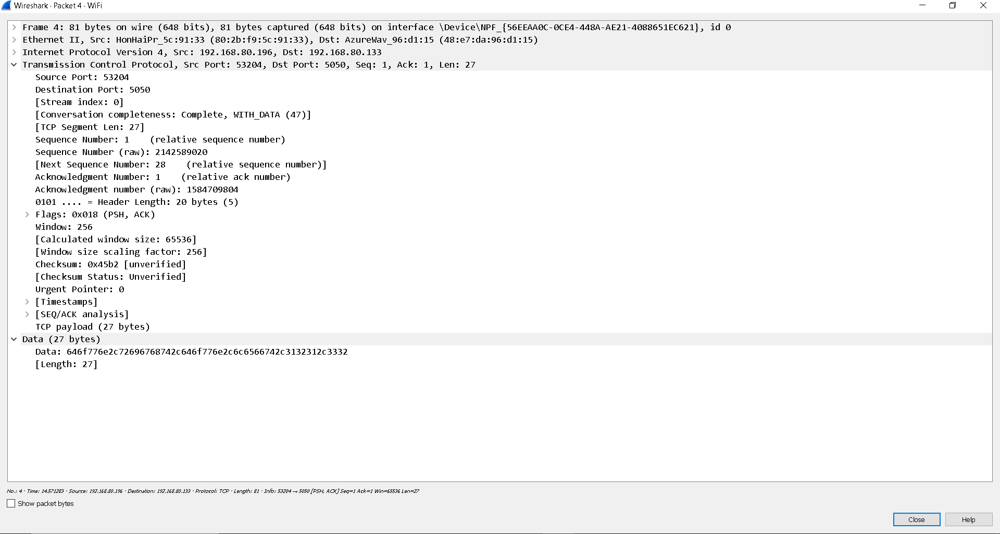 Wireshark · Packet 4 · WiFi
Frame 4: 81 bytes on wire (648 bits), 81 bytes captured (648 bits) on interface \Device\NPF_{56EEAA0C-0CE4-448A-AE21-4088651EC621}, id 0
Ethernet II, Src: HonHaiPr_5c:91:33 (80:2b:f9:5c:91:33), Dst: AzureWav_96:d1:15 (48:e7:da:96:d1:15)
Internet Protocol Version 4, Src: 192.168.80.196, Dst: 192.168.80.133
Transmission Control Protocol, Src Port: 53204, Dst Port: 5050, Seq: 1, Ack: 1, Len: 27
Source Port: 53204
Destination Port: 5050
[Stream index: 0]
[Conversation completeness: Complete, WITH_DATA (47)]
[TCP Segment Len: 27]
Sequence Number: 1    (relative sequence number)
Sequence Number (raw): 2142589020
[Next Sequence Number: 28    (relative sequence number)]
Acknowledgment Number: 1    (relative ack number)
Acknowledgment number (raw): 1584709804
0101 .... = Header Length: 20 bytes (5)
Flags: 0x018 (PSH, ACK)
Window: 256
[Calculated window size: 65536]
[Window size scaling factor: 256]
Checksum: 0x45b2 [unverified]
[Checksum Status: Unverified]
Urgent Pointer: 0
[Timestamps]
[SEQ/ACK analysis]
TCP payload (27 bytes)
Data (27 bytes)
Data: 646f776e2c72696768742c646f776e2c6c6566742c3132312c3332
[Length: 27]
No.: 4 · Time: 14.571283 · Source: 192.168.80.196 · Destination: 192.168.80.133 · Protocol: TCP · Length: 81 · Info: 53204 → 5050 [PSH, ACK] Seq=1 Ack=1 Win=65536 Len=27
Show packet bytes
Close Help